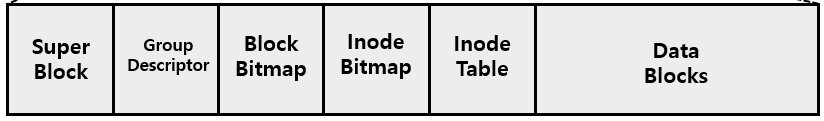 Super
Block
Group
Descriptor
Block
Bitmap
Inode
Bitmap
Inode
Table
Data
Blocks